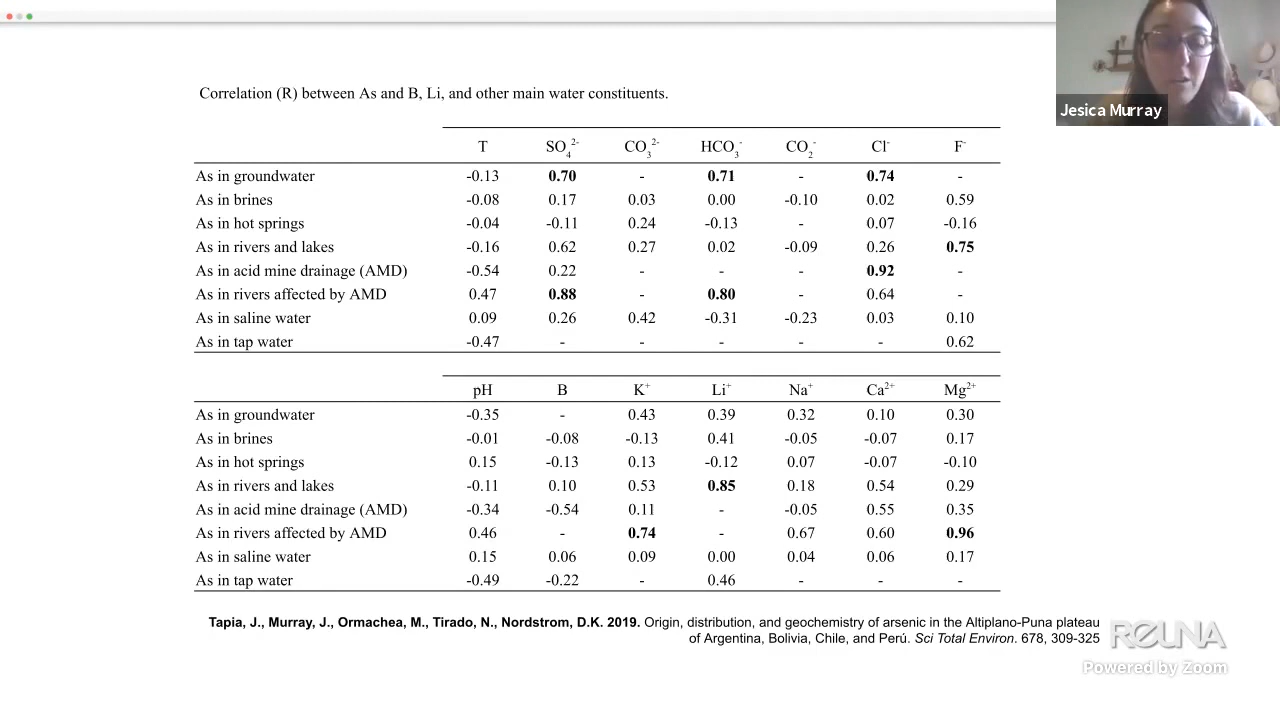 Jesica Murray
Correlation (R) between As and B, Li, and other main water constituents.
T SO₄²⁻ CO₃²⁻ HCO₃⁻ CO₂⁻ Cl⁻ F⁻
As in groundwater -0.13 0.70 - 0.71 - 0.74 -
As in brines -0.08 0.17 0.03 0.00 -0.10 0.02 0.59
As in hot springs -0.04 -0.11 0.24 -0.13 - 0.07 -0.16
As in rivers and lakes -0.16 0.62 0.27 0.02 -0.09 0.26 0.75
As in acid mine drainage (AMD) -0.54 0.22 - - - 0.92 -
As in rivers affected by AMD 0.47 0.88 - 0.80 - 0.64 -
As in saline water 0.09 0.26 0.42 -0.31 -0.23 0.03 0.10
As in tap water -0.47 - - - - - 0.62
pH B K⁺ Li⁺ Na⁺ Ca²⁺ Mg²⁺
As in groundwater -0.35 - 0.43 0.39 0.32 0.10 0.30
As in brines -0.01 -0.08 -0.13 0.41 -0.05 -0.07 0.17
As in hot springs 0.15 -0.13 0.13 -0.12 0.07 -0.07 -0.10
As in rivers and lakes -0.11 0.10 0.53 0.85 0.18 0.54 0.29
As in acid mine drainage (AMD) -0.34 -0.54 0.11 - -0.05 0.55 0.35
As in rivers affected by AMD 0.46 - 0.74 - 0.67 0.60 0.96
As in saline water 0.15 0.06 0.09 0.00 0.04 0.06 0.17
As in tap water -0.49 -0.22 - 0.46 - - -
Tapia, J., Murray, J., Ormachea, M., Tirado, N., Nordstrom, D.K. 2019. Origin, distribution, and geochemistry of arsenic in the Altiplano-Puna plateau
of Argentina, Bolivia, Chile, and Perú. Sci Total Environ. 678, 309-325
REUNA
Powered by Zoom